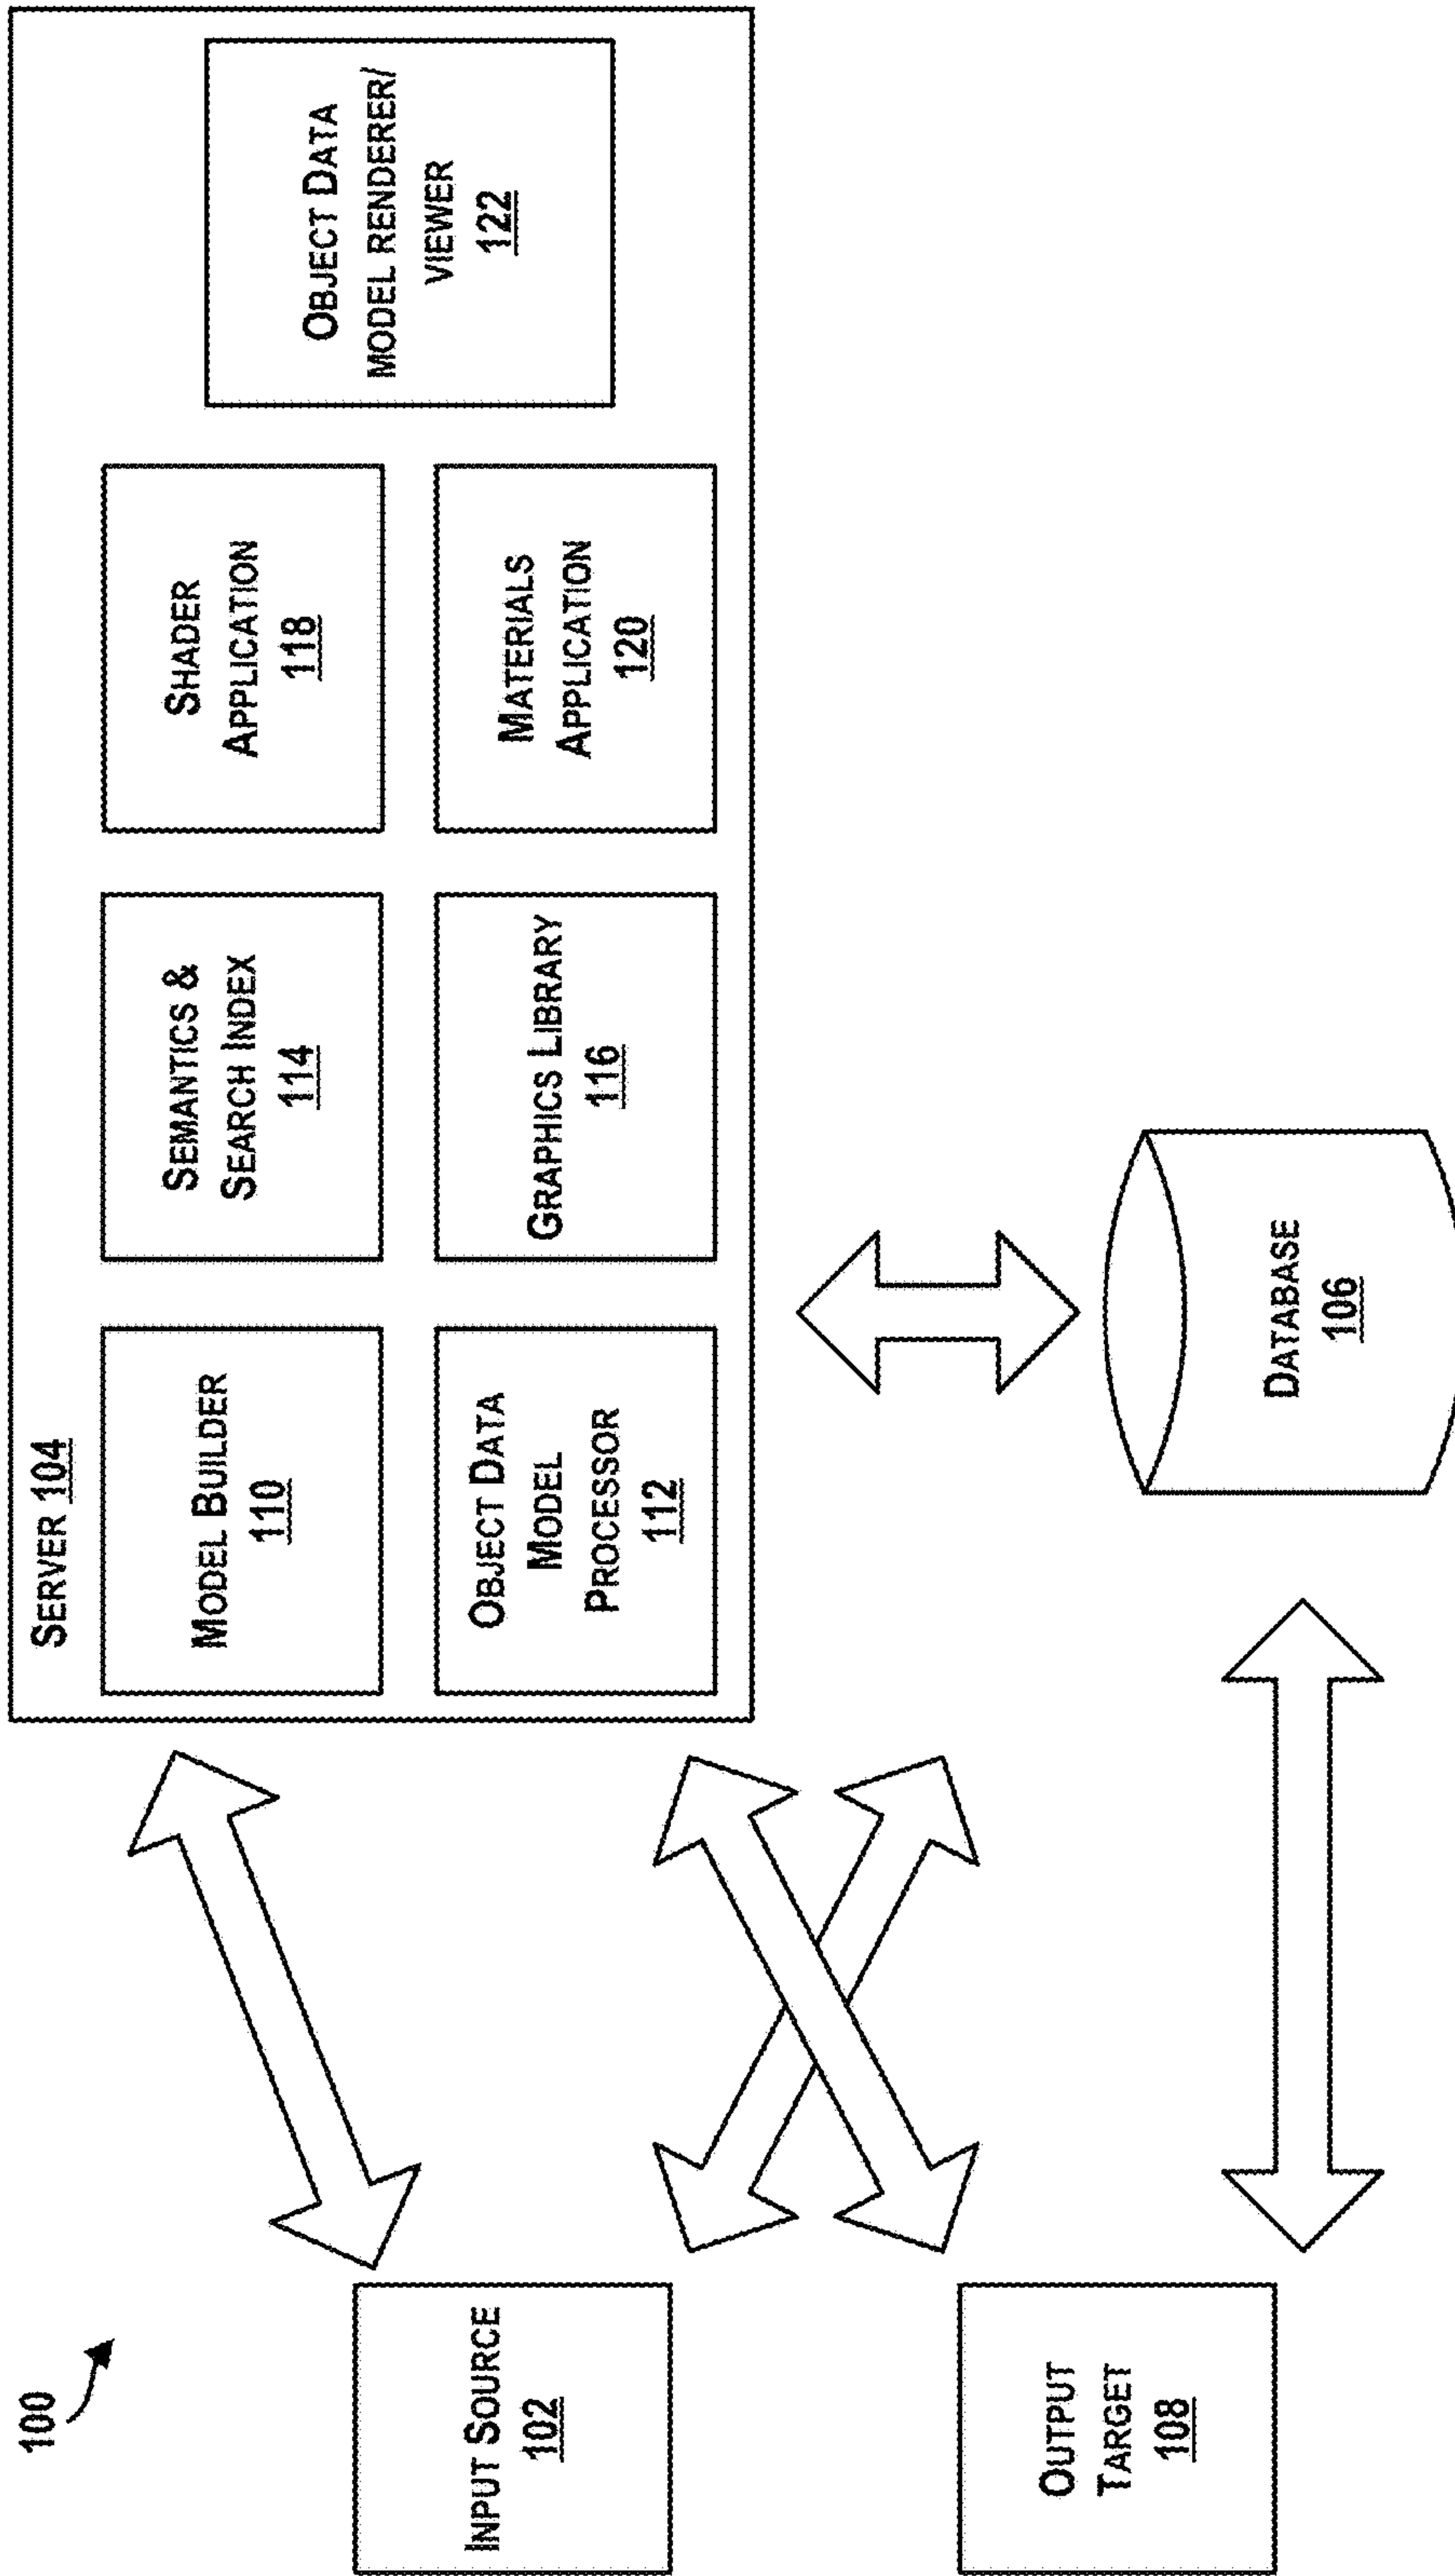 100
SERVER 104
MODEL BUILDER
110
SEMANTICS &
SEARCH INDEX
114
SHADER
APPLICATION
118
OBJECT DATA
MODEL RENDERER/
VIEWER
122
OBJECT DATA
MODEL
PROCESSOR
112
GRAPHICS LIBRARY
116
MATERIALS
APPLICATION
120
INPUT SOURCE
102
OUTPUT
TARGET
108
DATABASE
106